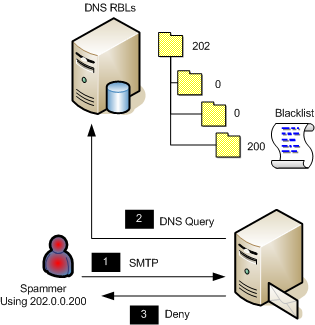 DNS RBLs
202
0
0
Blacklist
200
2 DNS Query
1 SMTP
Spammer
Using 202.0.0.200
3 Deny